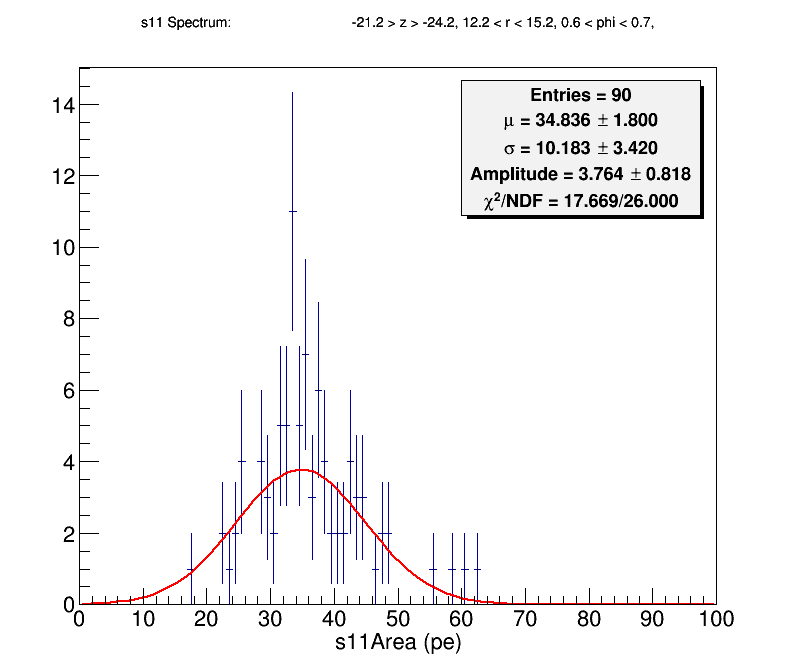 s11 Spectrum: -21.2 > z > -24.2, 12.2 < r < 15.2, 0.6 < phi < 0.7,
Entries = 90
μ = 34.836 ± 1.800
σ = 10.183 ± 3.420
Amplitude = 3.764 ± 0.818
χ²/NDF = 17.669/26.000
14
12
10
8
6
4
2
0
0 10 20 30 40 50 60 70 80 90 100
s11Area (pe)